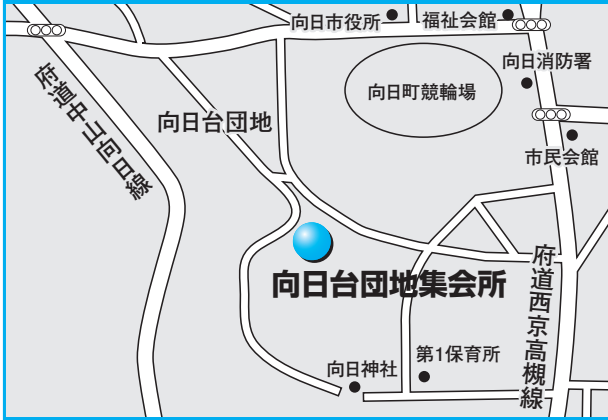 向日市役所
福祉会館
向日消防署
向日町競輪場
府道中山向日線
向日台団地
市民会館
向日台団地集会所
府道西京高槻線
第1保育所
向日神社